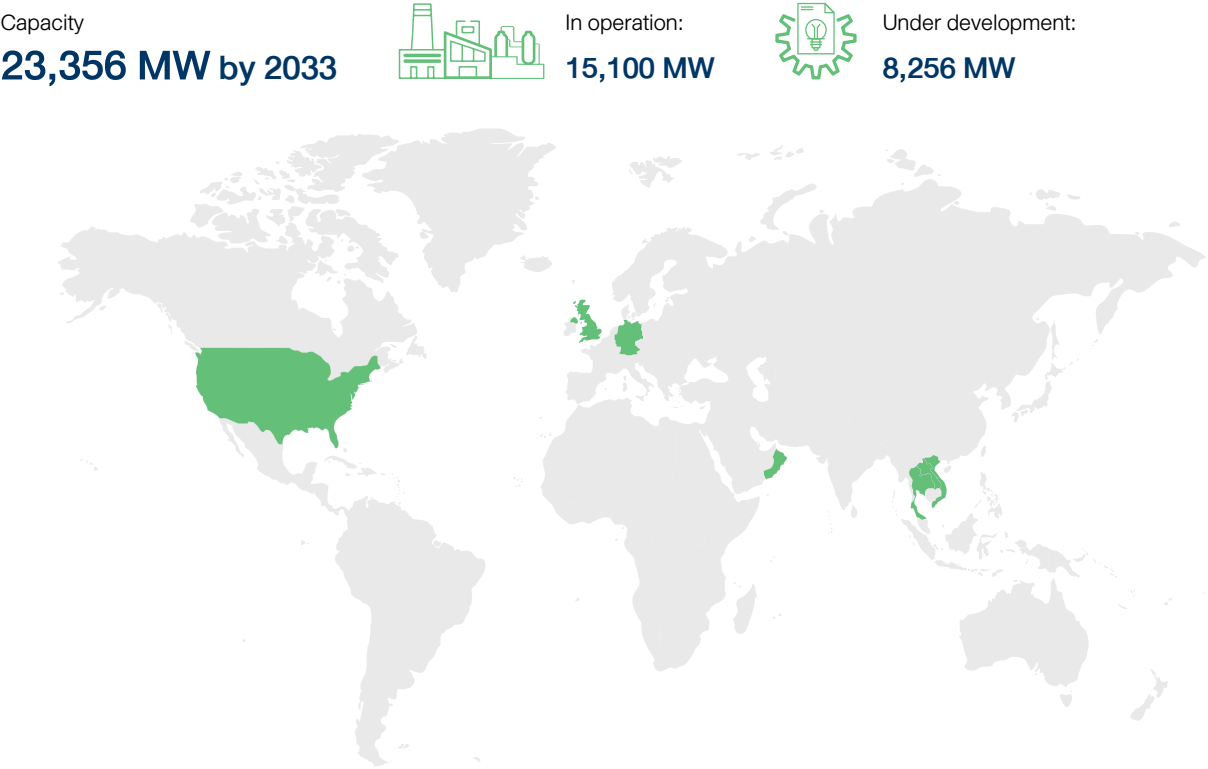 Capacity
23,356 MW by 2033
In operation:
15,100 MW
Under development:
8,256 MW